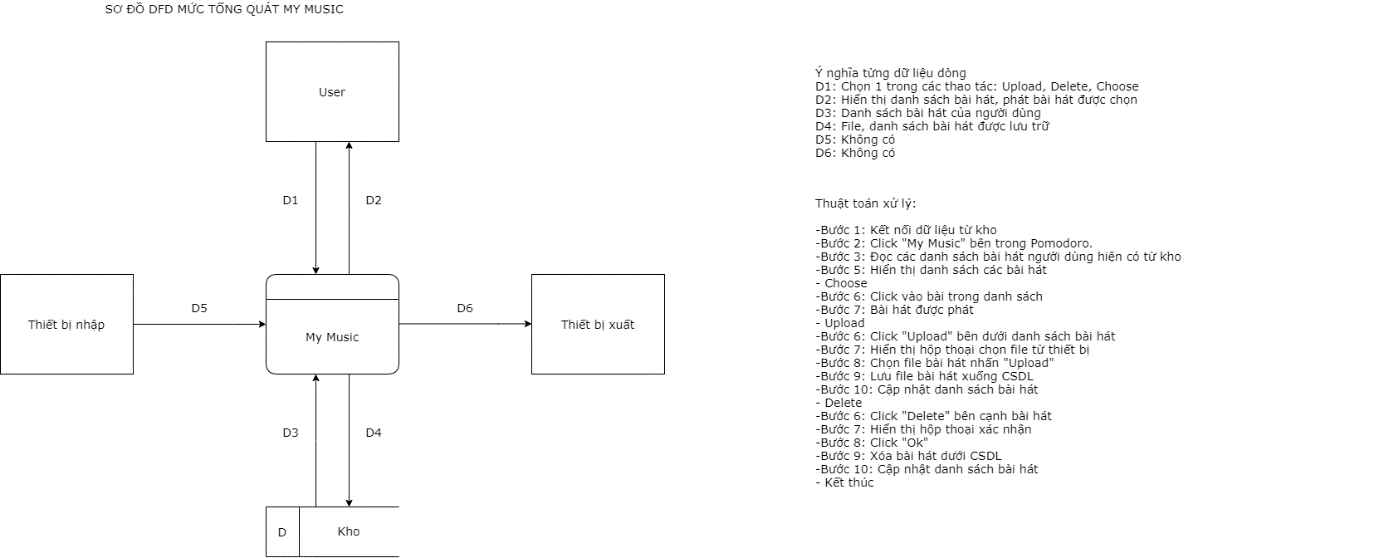 SƠ ĐỒ DFD MỨC TỔNG QUÁT MY MUSIC
User
D1
D2
Thiết bị nhập
D5
My Music
D6
Thiết bị xuất
D3
D4
D
Kho
Ý nghĩa từng dữ liệu dòng
D1: Chọn 1 trong các thao tác: Upload, Delete, Choose
D2: Hiển thị danh sách bài hát, phát bài hát được chọn
D3: Danh sách bài hát của người dùng
D4: File, danh sách bài hát được lưu trữ
D5: Không có
D6: Không có
Thuật toán xử lý:
-Bước 1: Kết nối dữ liệu từ kho
-Bước 2: Click "My Music" bên trong Pomodoro.
-Bước 3: Đọc các danh sách bài hát người dùng hiện có từ kho
-Bước 5: Hiển thị danh sách các bài hát
- Choose
-Bước 6: Click vào bài trong danh sách
-Bước 7: Bài hát được phát
- Upload
-Bước 6: Click "Upload" bên dưới danh sách bài hát
-Bước 7: Hiển thị hộp thoại chọn file từ thiết bị
-Bước 8: Chọn file bài hát nhấn "Upload"
-Bước 9: Lưu file bài hát xuống CSDL
-Bước 10: Cập nhật danh sách bài hát
- Delete
-Bước 6: Click "Delete" bên cạnh bài hát
-Bước 7: Hiển thị hộp thoại xác nhận
-Bước 8: Click "Ok"
-Bước 9: Xóa bài hát dưới CSDL
-Bước 10: Cập nhật danh sách bài hát
- Kết thúc